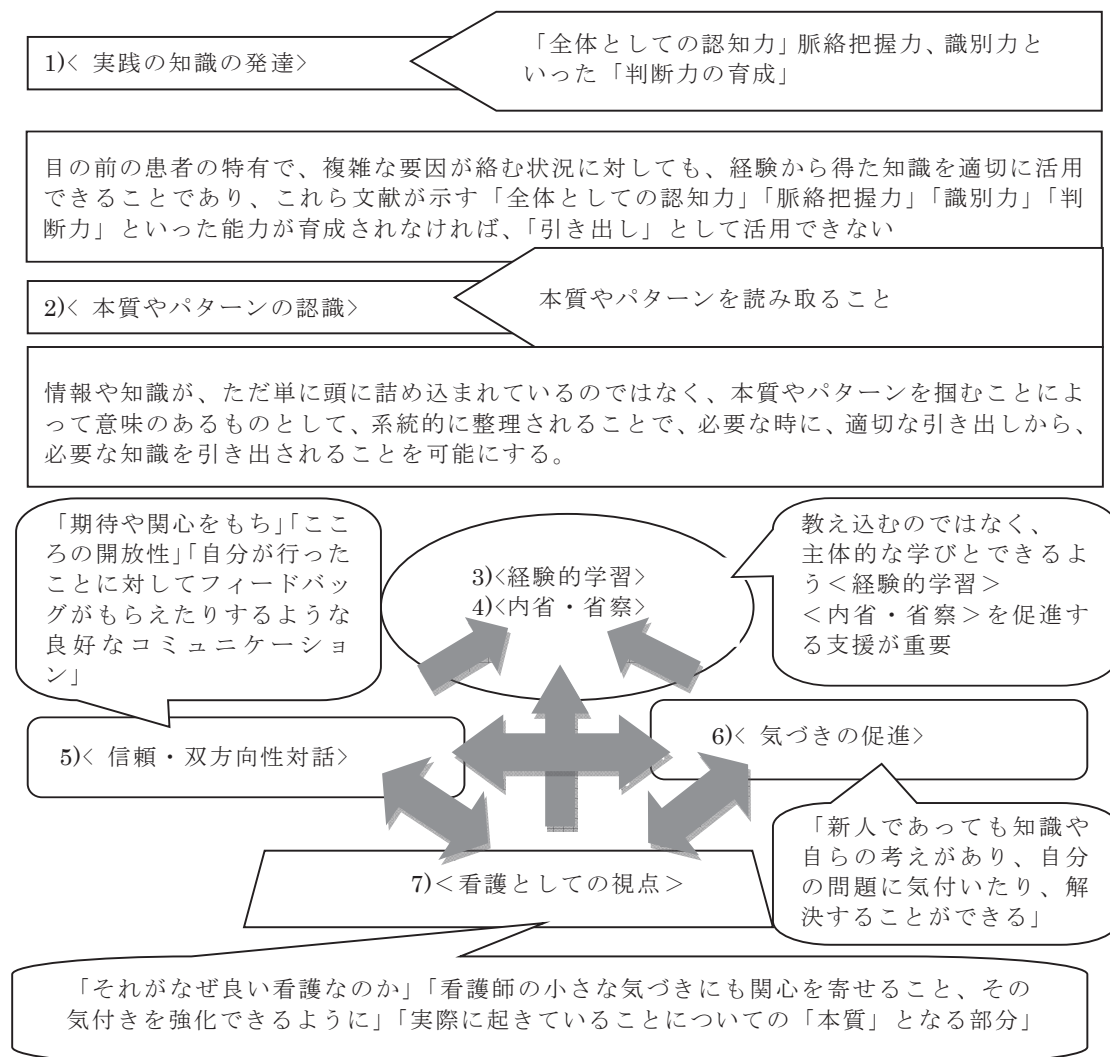 1)< 実践の知識の発達>
「全体としての認知力」脈絡把握力、識別力と
いった「判断力の育成」
目の前の患者の特有で、複雑な要因が絡む状況に対しても、経験から得た知識を適切に活用
できることであり、これら文献が示す「全体としての認知力」「脈絡把握力」「識別力」「判
断力」といった能力が育成されなければ、「引き出し」として活用できない
2)< 本質やパターンの認識>
本質やパターンを読み取ること
情報や知識が、ただ単に頭に詰め込まれているのではなく、本質やパターンを掴むことによ
って意味のあるものとして、系統的に整理されることで、必要な時に、適切な引き出しから、
必要な知識を引き出されることを可能にする。
「期待や関心をもち」「ここ
ろの開放性」「自分が行った
ことに対してフィードバッ
グがもらえたりするような
良好なコミュニケーショ
ン」
3)<経験的学習>
4)<内省・省察>
教え込むのではなく、
主体的な学びとできるよ
う<経験的学習>
<内省・省察>を促進す
る支援が重要
5)< 信頼・双方向性対話>
6)< 気づきの促進>
「新人であっても知識や
自らの考えがあり、自分
の問題に気付いたり、解
決することができる」
7)<看護としての視点>
「それがなぜ良い看護なのか」「看護師の小さな気づきにも関心を寄せること、その
気付きを強化できるように」「実際に起きていることについての「本質」となる部分」